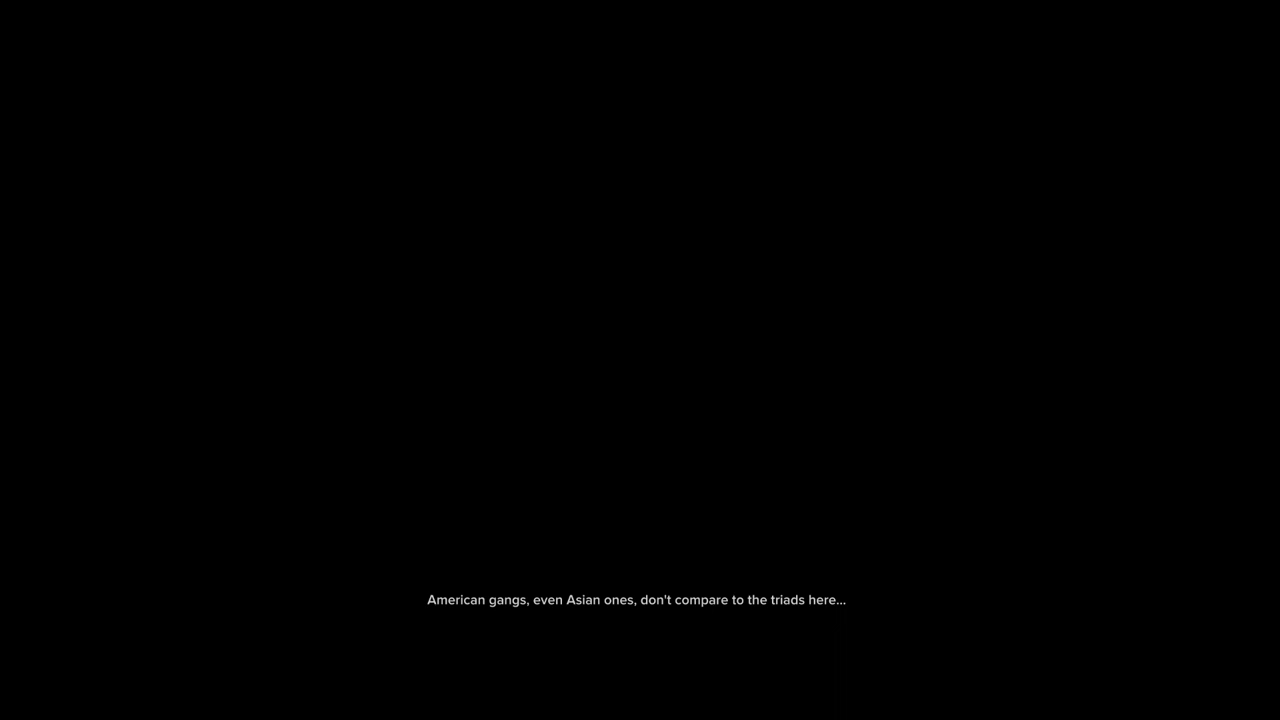 American gangs, even Asian ones, don't compare to the triads here...